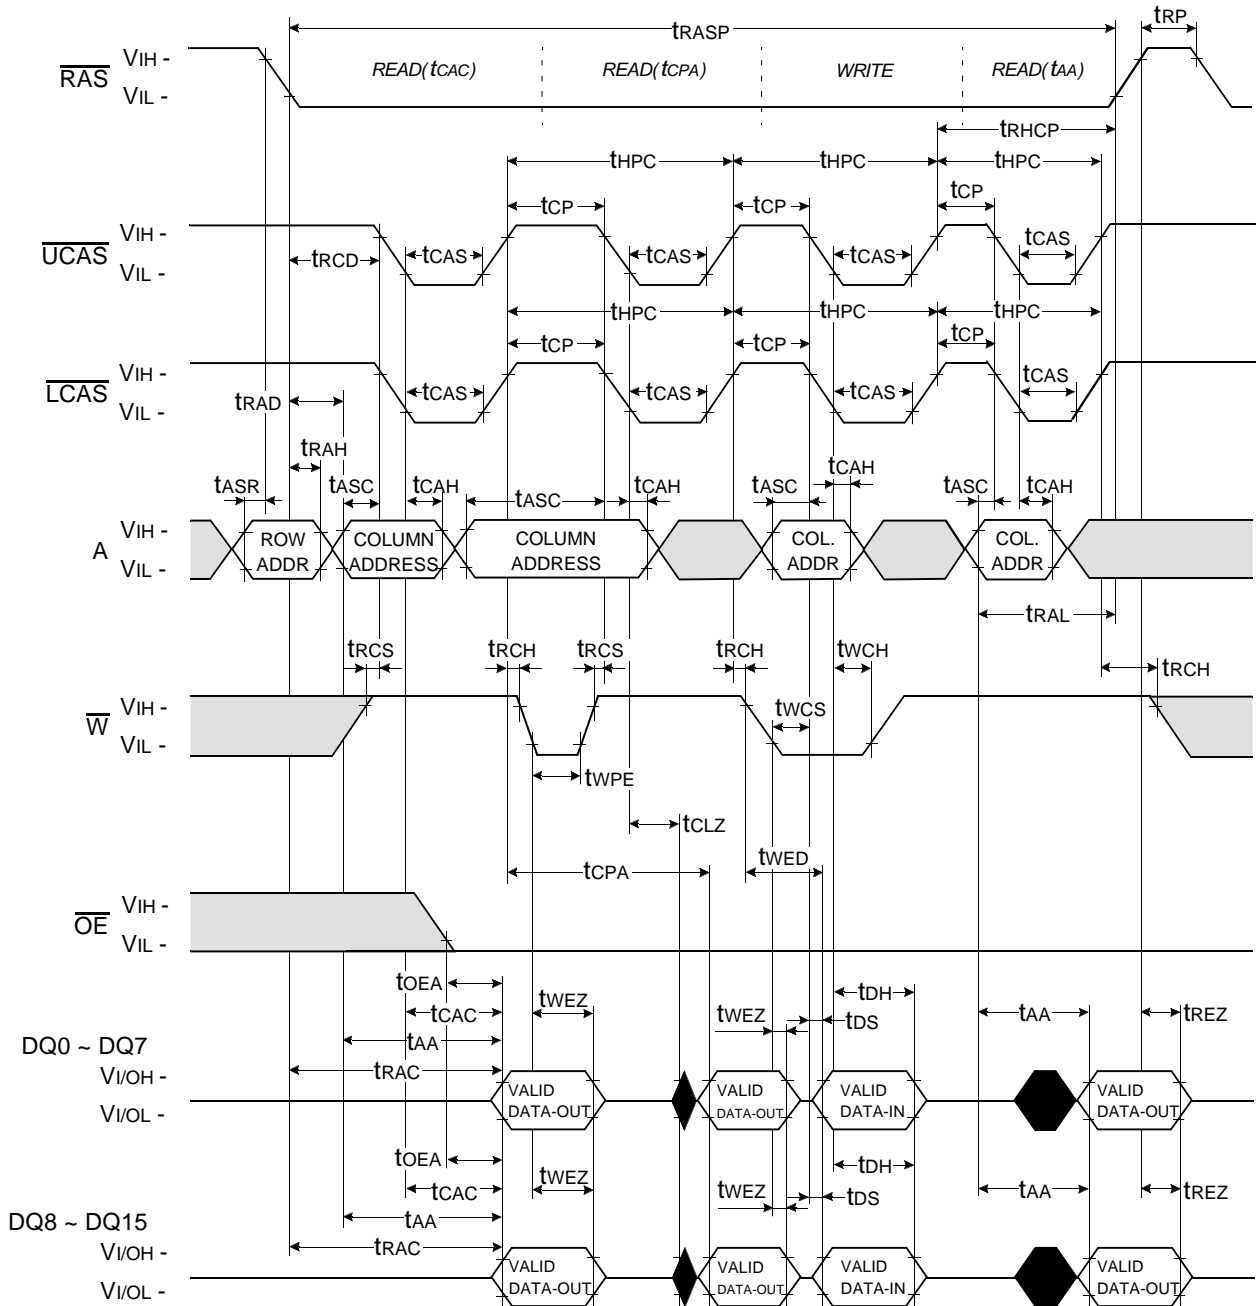 tRASP tRP
RAS VIH - READ(tCAC) READ(tCPA) WRITE READ(tAA)
VIL -
tRHCP
tHPC tHPC tHPC
tCP tCP tCP
UCAS VIH -
VIL - tRCD tCAS tCAS tCAS tCAS
tHPC tHPC tHPC
tCP tCP tCP
LCAS VIH -
VIL - tCAS tCAS tCAS tCAS
tRAD
tRAH tCAH
tASR tASC tCAH tASC tCAH tASC tASC tCAH
A VIH - ROW COLUMN COLUMN COL. COL.
VIL - ADDR ADDRESS ADDRESS ADDR ADDR
tRAL
tRCS tRCH tRCS tRCH tWCH tRCH
W VIH -
VIL - tWCS
tWPE
tCLZ
tCPA tWED
OE VIH -
VIL -
tOEA tWEZ tDH
tCAC tWEZ tDS tREZ
DQ0 ~ DQ7 tAA tAA
tRAC
VI/OH - VALID VALID VALID VALID
VI/OL - DATA-OUT DATA-OUT DATA-IN DATA-OUT
tOEA tWEZ tDH
tCAC tWEZ tDS tAA tREZ
DQ8 ~ DQ15 tAA
tRAC
VI/OH - VALID VALID VALID VALID
VI/OL - DATA-OUT DATA-OUT DATA-IN DATA-OUT